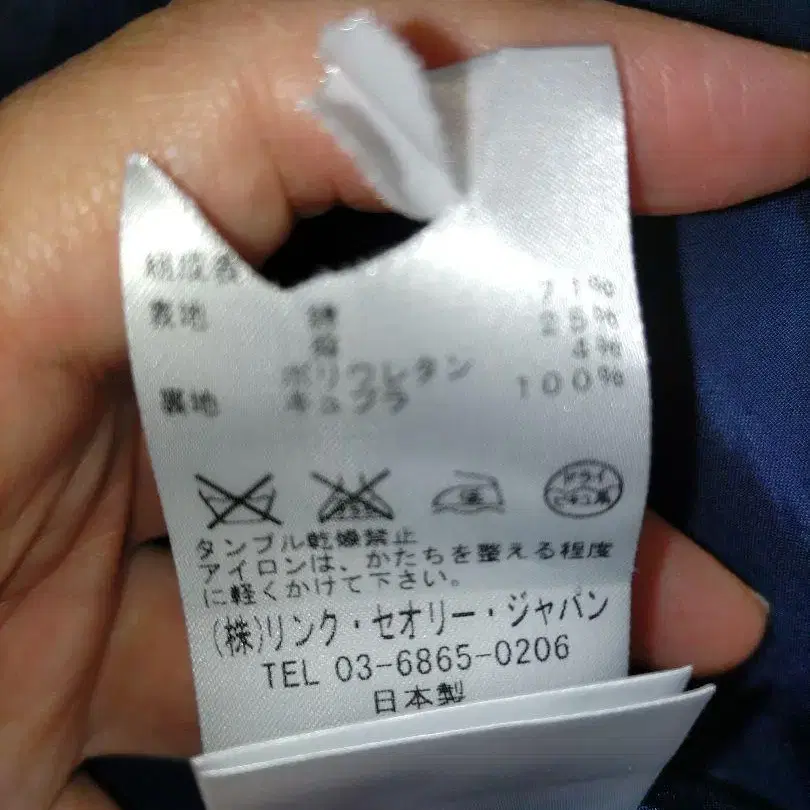 組成表
表地 綿 71%
絹 25%
ポリウレタン 4%
裏地 キュプラ 100%
ドライ
タンブル乾燥禁止
アイロンは、かたちを整える程度
に軽くかけて下さい。
(株)リンク・セオリー・ジャパン
TEL 03-6865-0206
日本製